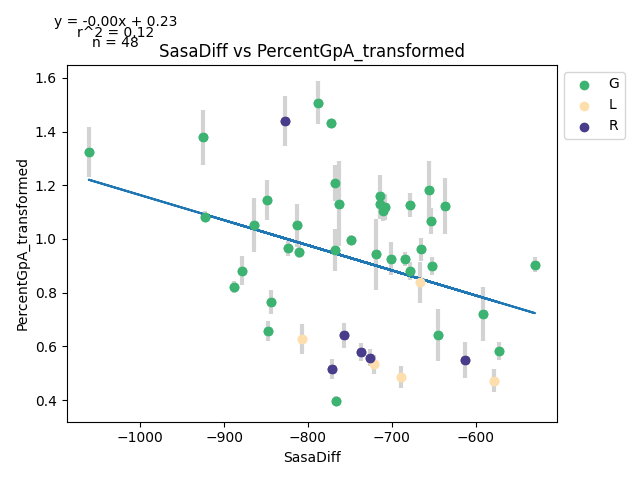 y = -0.00x + 0.23
r^2 = 0.12
n = 48
SasaDiff vs PercentGpA_transformed
1.6
1.4
1.2
1.0
0.8
0.6
0.4
PercentGpA_transformed
-1000
-900
-800
-700
-600
SasaDiff
G
L
R